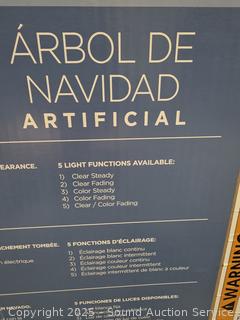 ÁRBOL DE
NAVIDAD
ARTIFICIAL
EARANCE.
5 LIGHT FUNCTIONS AVAILABLE:
1) Clear Steady
2) Clear Fading
3) Color Steady
4) Color Fading
5) Clear / Color Fading
CHEMENT TOMBÉE.
n électrique
5 FONCTIONS D'ÉCLAIRAGE:
1) Éclairage blanc continu
2) Éclairage blanc intermittent
3) Éclairage couleur continu
4) Éclairage couleur intermittent
5) Éclairage intermittent de blanc à couleur
N NEVADO.
5 FUNCIONES DE LUCES DISPONIBLES:
WARNING
Copyright 2025 - Sound Auction Service